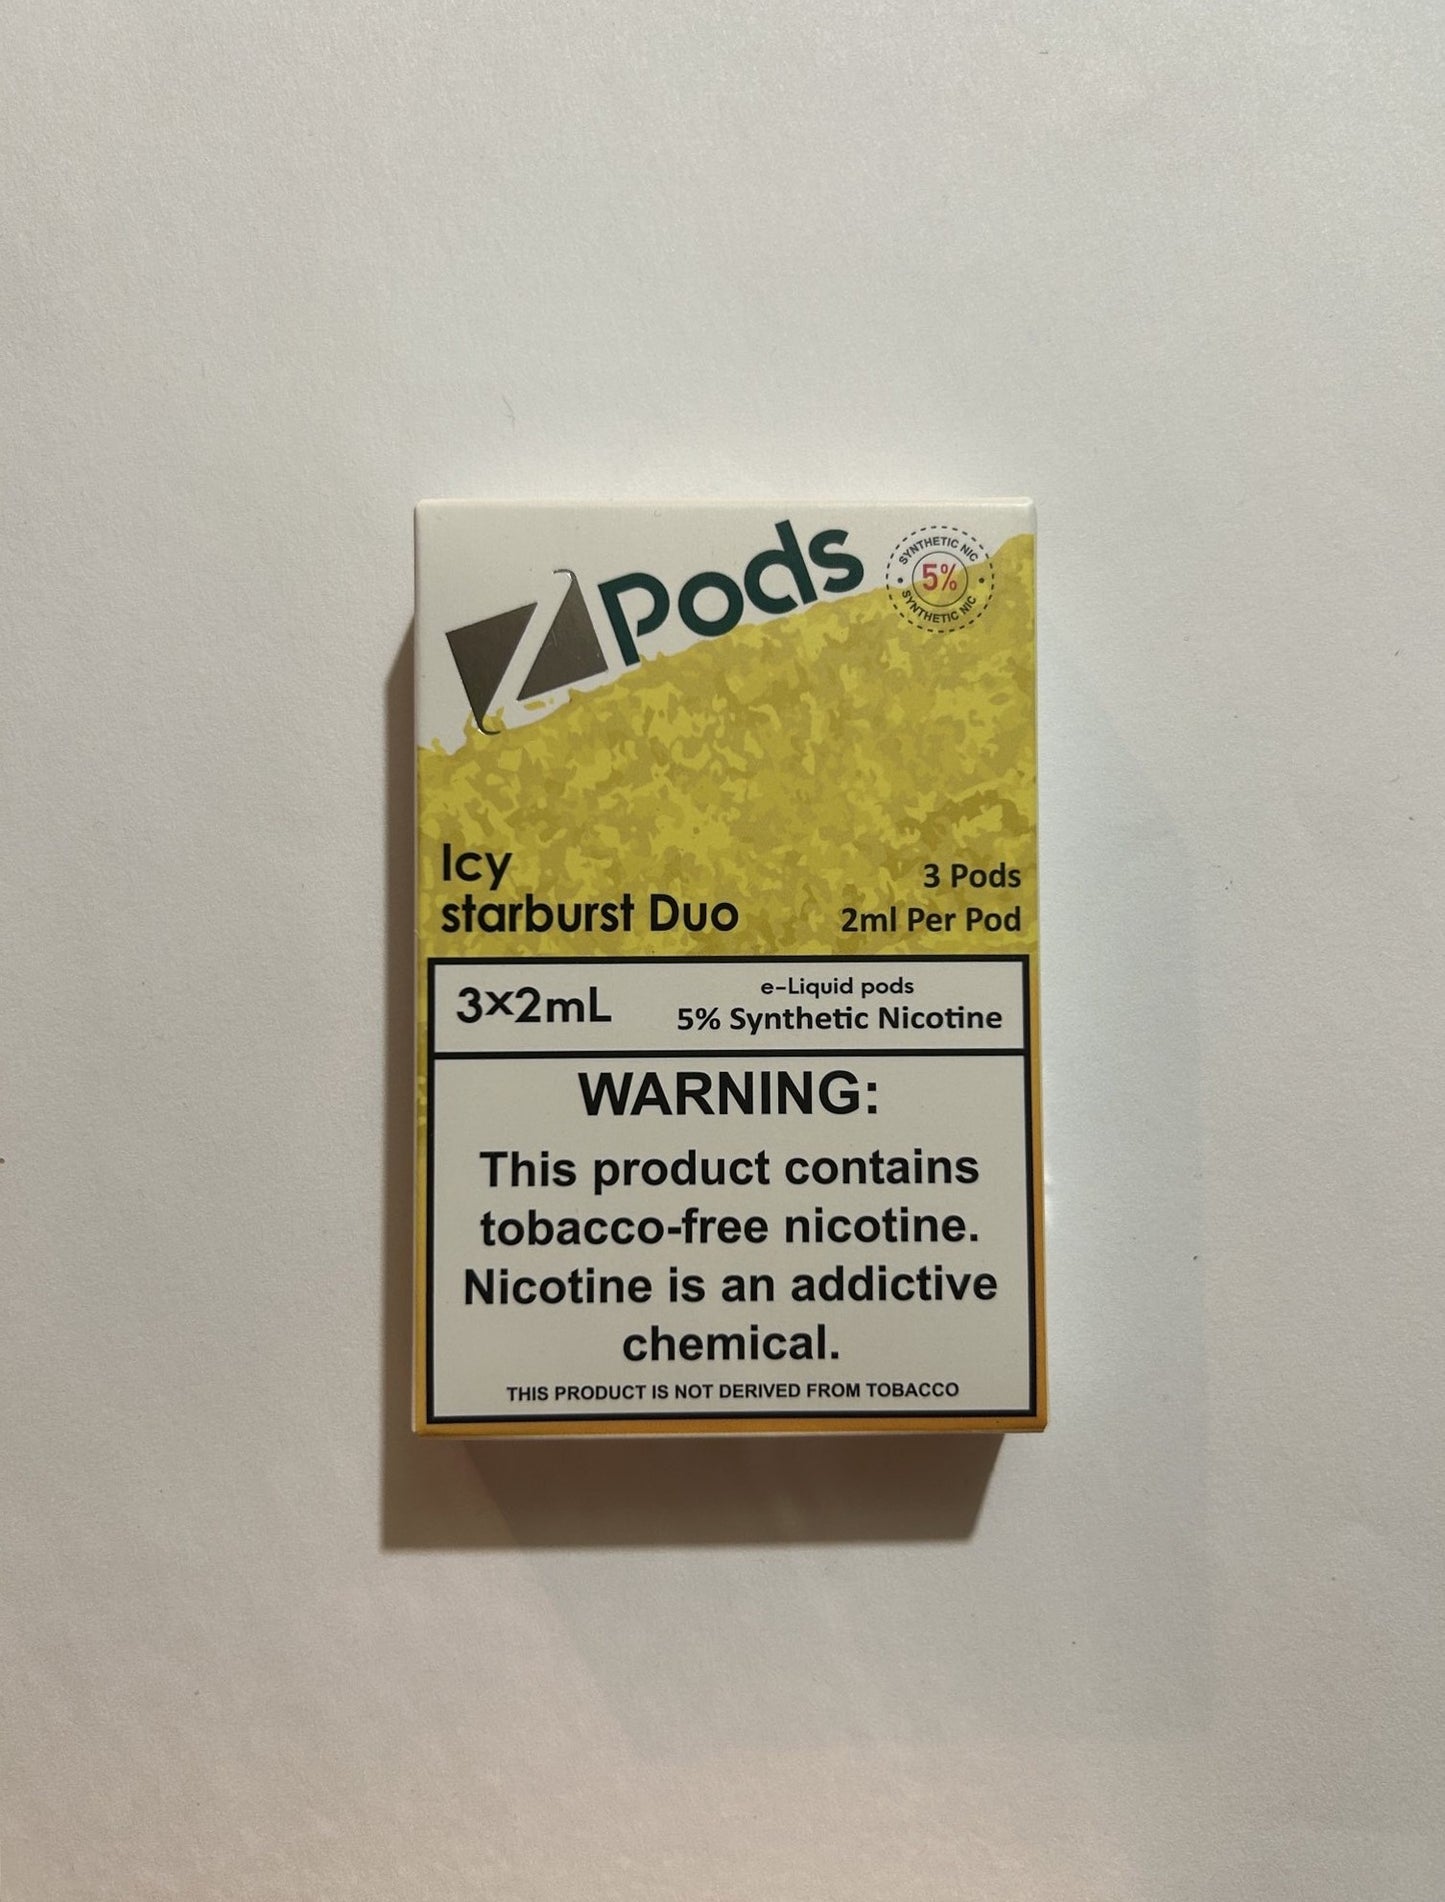 Z Pods
SYNTHETIC NIC
5%
SYNTHETIC NIC
Icy
starburst Duo
3 Pods
2ml Per Pod
3×2mL
e-Liquid pods
5% Synthetic Nicotine
WARNING:
This product contains
tobacco-free nicotine.
Nicotine is an addictive
chemical.
THIS PRODUCT IS NOT DERIVED FROM TOBACCO